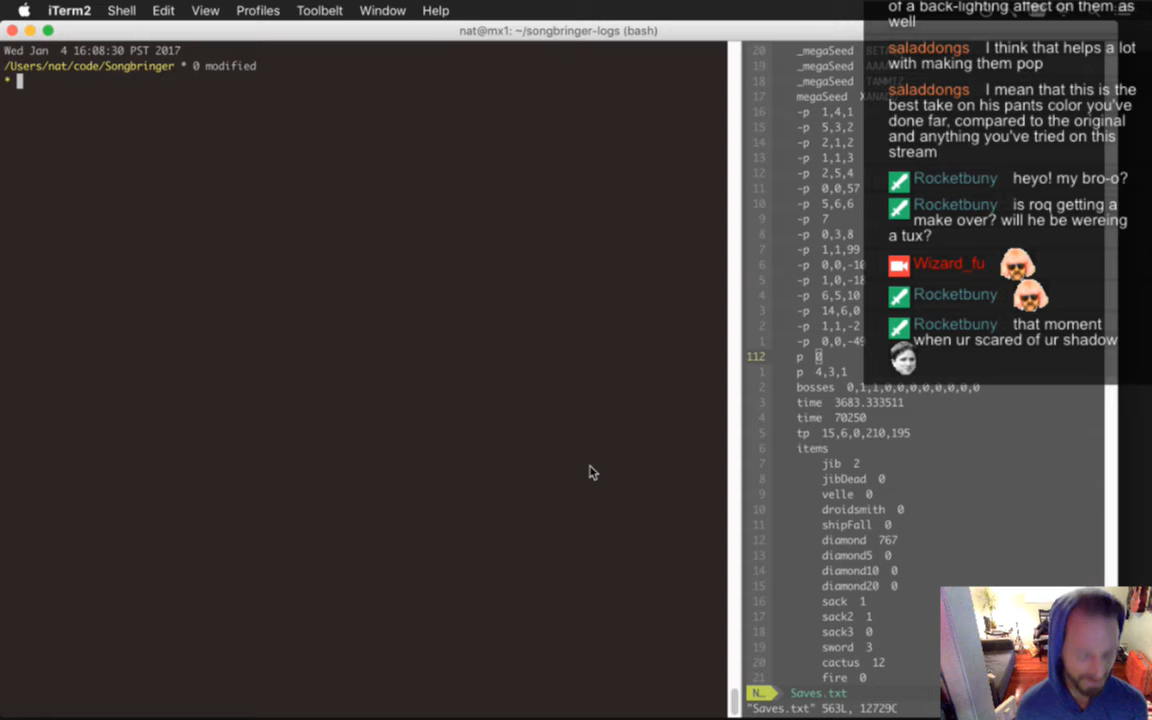 iTerm2 Shell Edit View Profiles Toolbelt Window Help
nat@mx1: ~/songbringer-logs (bash)
Wed Jan 4 16:08:30 PST 2017
/Users/nat/code/Songbringer * 0 modified
*
20 _megaSeed
19 _megaSeed
18 _megaSeed
17 megaSeed
16 -p 1,4,1
15 -p 5,3,2
14 -p 2,1,2
13 -p 1,1,3
12 -p 2,5,4
11 -p 0,0,57
10 -p 5,6,6
9 -p 7
8 -p 0,3,8
7 -p 1,1,99
6 -p 0,0,-10
5 -p 1,0,-18
4 -p 6,5,10
3 -p 14,6,0
2 -p 1,1,-2
1 -p 0,0,-49
112 p 0
1 p 4,3,1
2 bosses 0,1,1,0,0,0,0,0,0,0
3 time 3683.333511
4 time 70250
5 tp 15,6,0,210,195
6 items
7 jib 2
8 jibDead 0
9 velle 0
10 droidsmith 0
11 shipFall 0
12 diamond 767
13 diamond5 0
14 diamond10 0
15 diamond20 0
16 sack 1
17 sack2 1
18 sack3 0
19 sword 3
20 cactus 12
21 fire 0
N… Saves.txt
"Saves.txt" 563L, 12729C
of a back-lighting affect on them as
well
saladdongs I think that helps a lot
with making them pop
saladdongs I mean that this is the
best take on his pants color you've
done far, compared to the original
and anything you've tried on this
stream
Rocketbuny heyo! my bro-o?
Rocketbuny is roq getting a
make over? will he be wereing
a tux?
Wizard_fu
Rocketbuny
Rocketbuny that moment
when ur scared of ur shadow